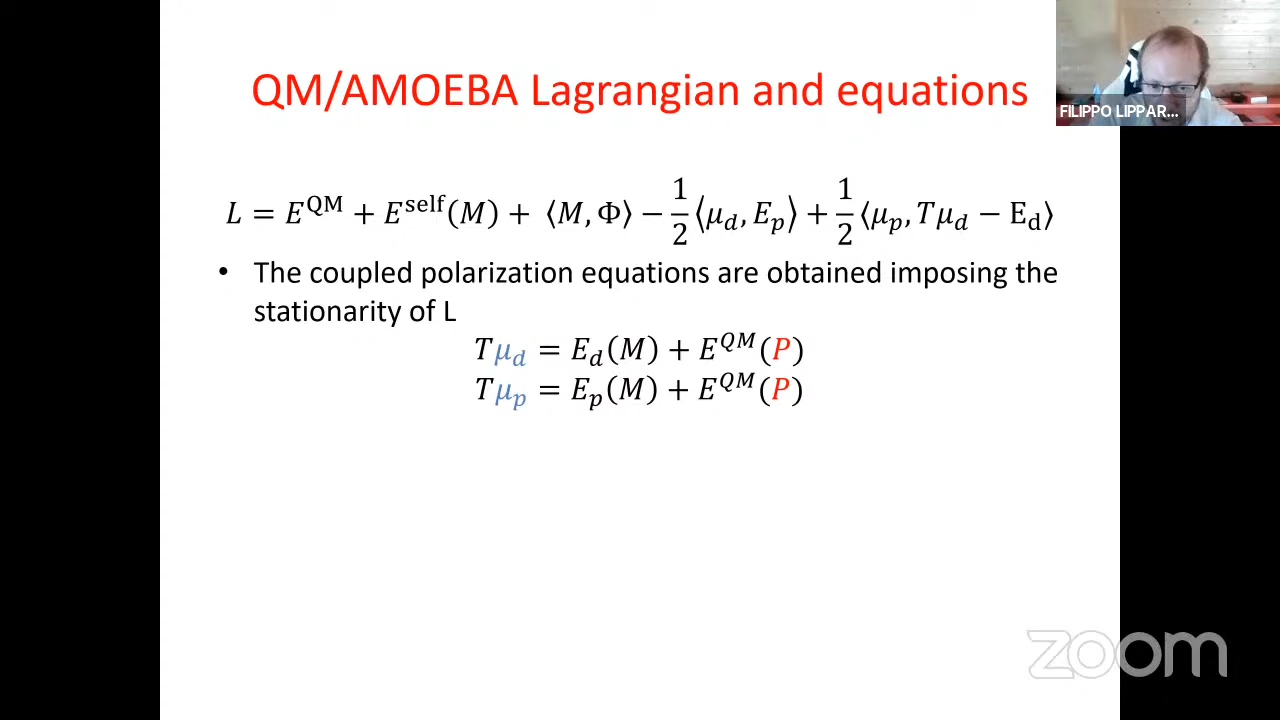 QM/AMOEBA Lagrangian and equations
FILIPPO LIPPAR...
L = E^QM + E^self(M) + ⟨M, Φ⟩ − 1/2 ⟨μ_d, E_p⟩ + 1/2 ⟨μ_p, Tμ_d − E_d⟩
• The coupled polarization equations are obtained imposing the
stationarity of L
Tμ_d = E_d(M) + E^QM(P)
Tμ_p = E_p(M) + E^QM(P)
zoom